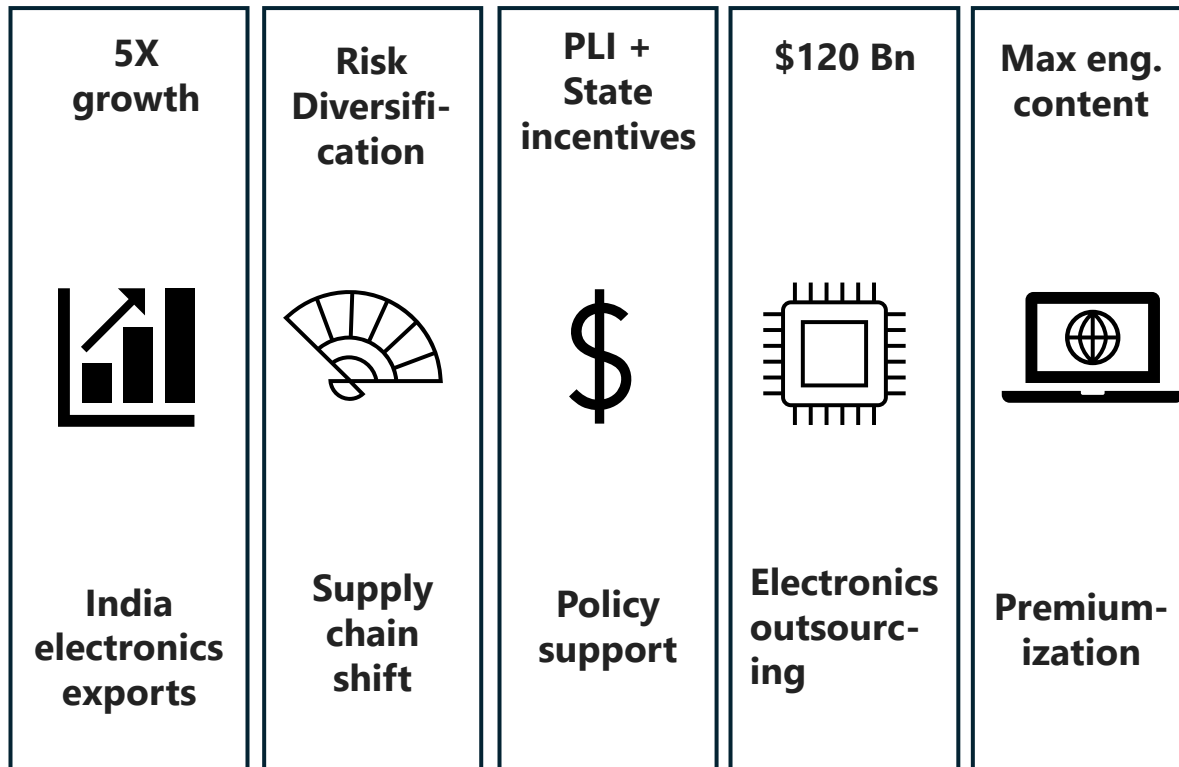 5X
growth
India
electronics
exports
Risk
Diversifi-
cation
Supply
chain
shift
PLI +
State
incentives
Policy
support
$120 Bn
Electronics
outsourc-
ing
Max eng.
content
Premium-
ization